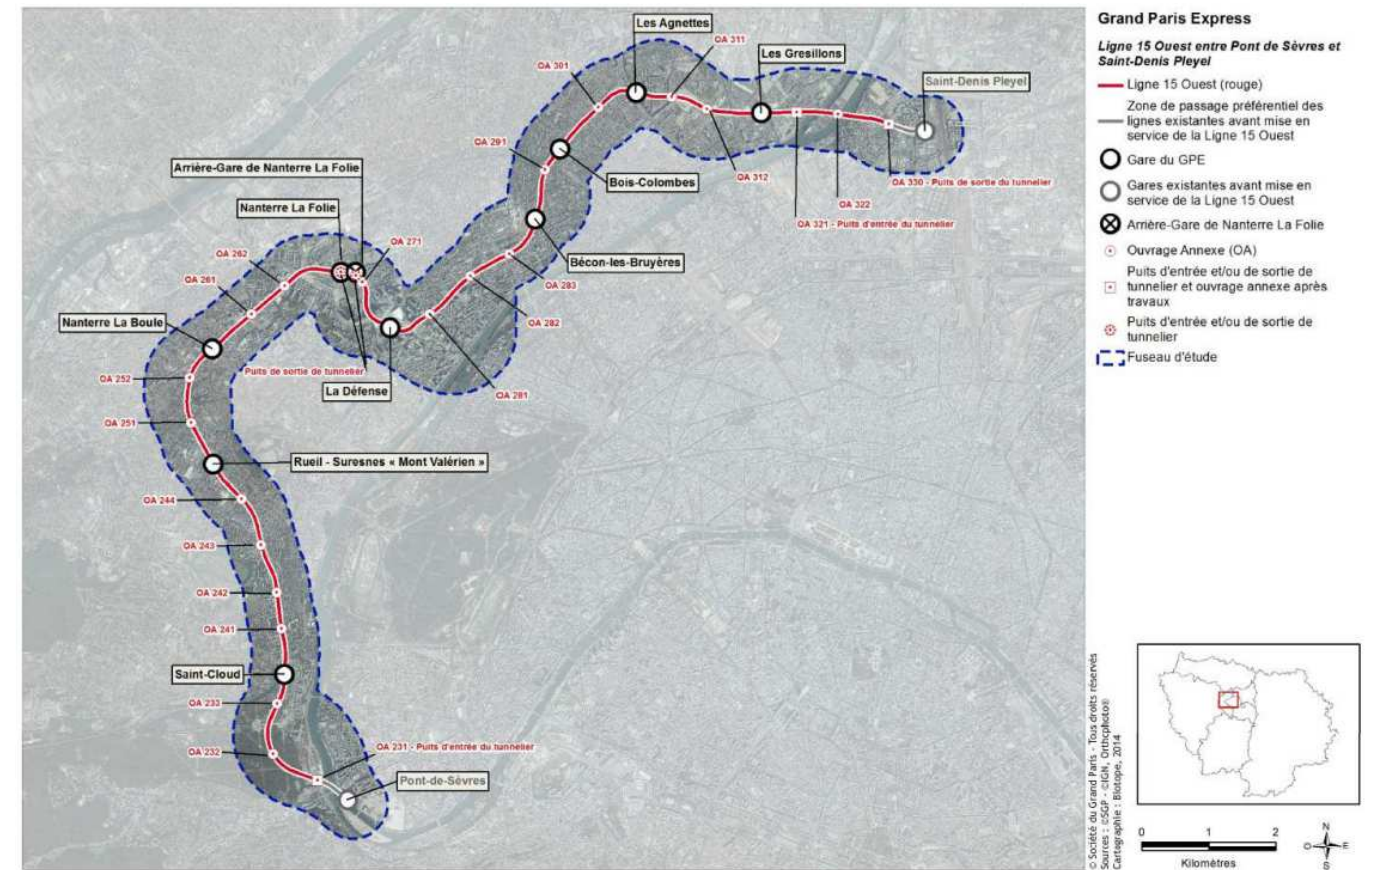 Les Agnettes
OA 311
Les Gresillons
OA 301
Saint-Denis Pleyel
OA 291
Arrière-Gare de Nanterre La Folie
Bois-Colombes
OA 312
OA 330 - Puits de sortie du tunnelier
OA 322
Nanterre La Folie
OA 321 - Puits d'entrée du tunnelier
OA 271
OA 262
Bécon-les-Bruyères
OA 261
OA 283
Nanterre La Boule
OA 282
Puits de sortie de tunnelier
OA 252
La Défense
OA 281
OA 251
Rueil - Suresnes « Mont Valérien »
OA 244
OA 243
OA 242
OA 241
Saint-Cloud
OA 233
OA 231 - Puits d'entrée du tunnelier
OA 232
Pont-de-Sèvres
Grand Paris Express
Ligne 15 Ouest entre Pont de Sèvres et
Saint-Denis Pleyel
Ligne 15 Ouest (rouge)
Zone de passage préférentiel des
lignes existantes avant mise en
service de la Ligne 15 Ouest
Gare du GPE
Gares existantes avant mise en
service de la Ligne 15 Ouest
Arrière-Gare de Nanterre La Folie
Ouvrage Annexe (OA)
Puits d'entrée et/ou de sortie de
tunnelier et ouvrage annexe après
travaux
Puits d'entrée et/ou de sortie de
tunnelier
Fuseau d'étude
© Société du Grand Paris - Tous droits réservés
Sources : ©SGP - ©IGN, Orthophoto®
Cartographie : Biotope, 2014
0 1 2
Kilomètres
N
O E
S